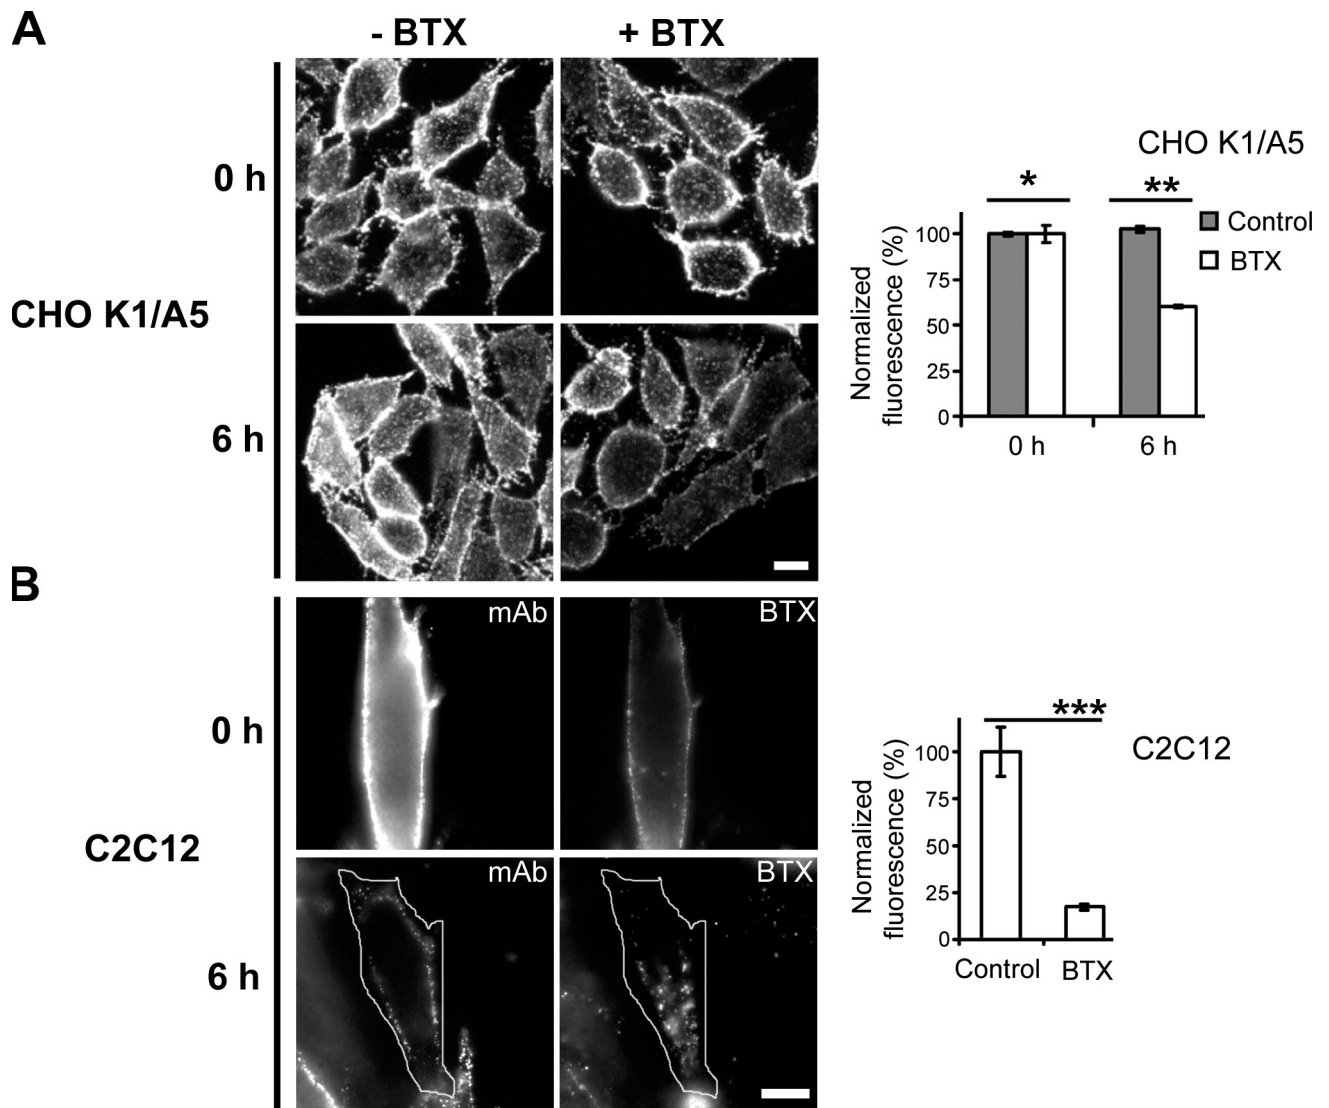 A
- BTX
+ BTX
0 h
CHO K1/A5
6 h
CHO K1/A5
*
**
Control
BTX
Normalized
fluorescence (%)
100
75
50
25
0
0 h
6 h
B
mAb
BTX
0 h
C2C12
mAb
BTX
6 h
***
C2C12
Normalized
fluorescence (%)
100
75
50
25
0
Control
BTX